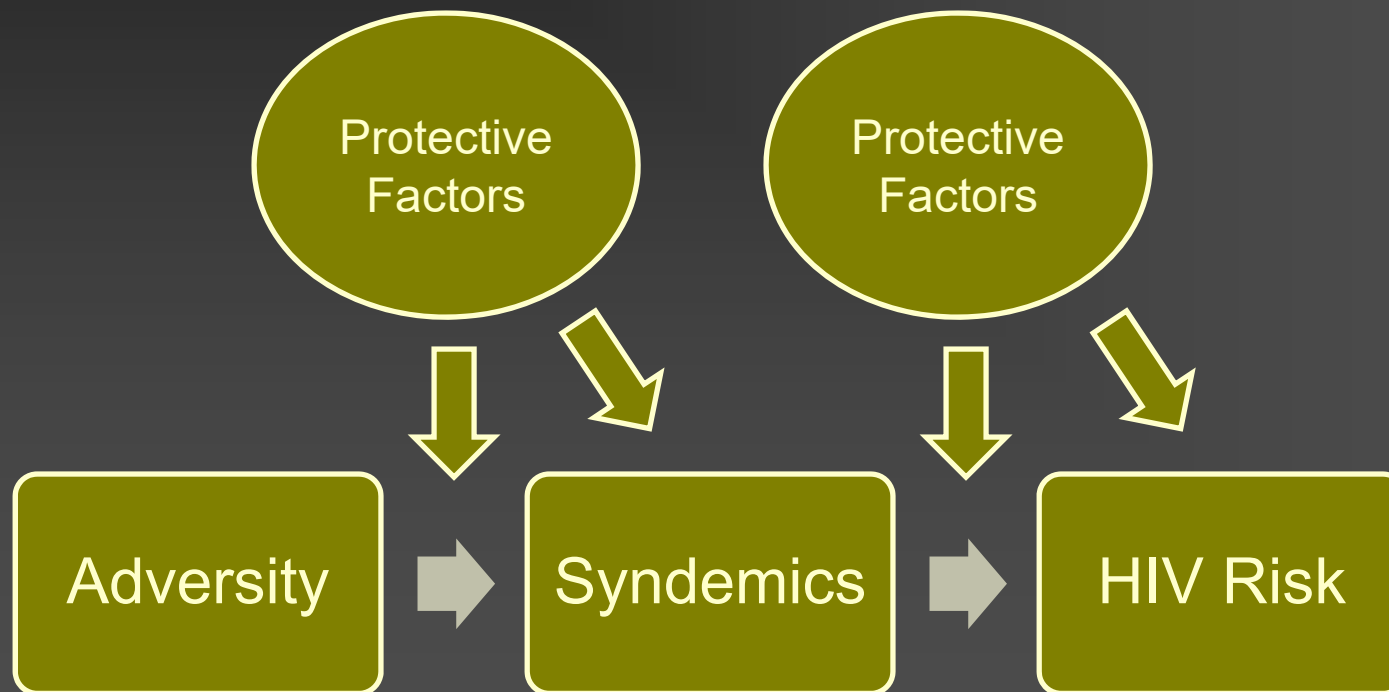 Protective
Factors
Protective
Factors
Adversity
Syndemics
HIV Risk